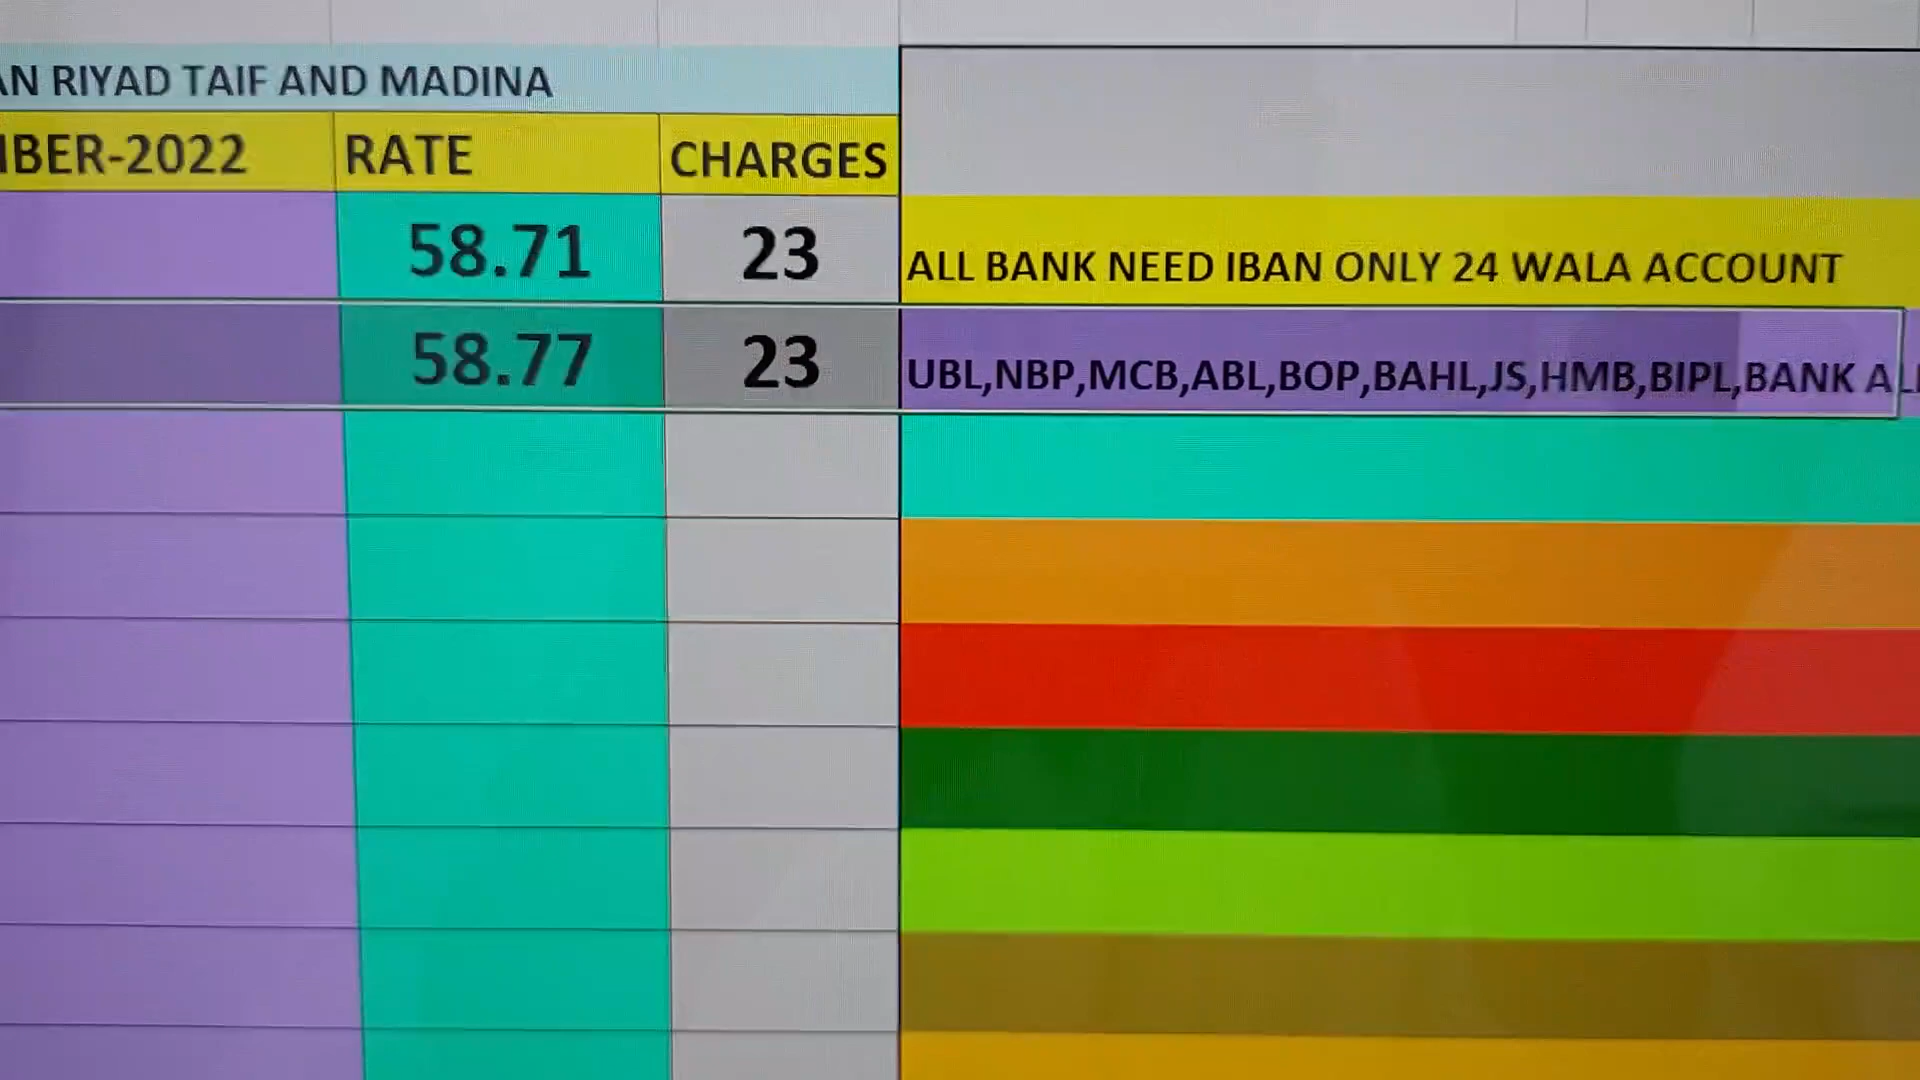 AN RIYAD TAIF AND MADINA
BER-2022 RATE CHARGES
58.71 23 ALL BANK NEED IBAN ONLY 24 WALA ACCOUNT
58.77 23 UBL,NBP,MCB,ABL,BOP,BAHL,JS,HMB,BIPL,BANK AL